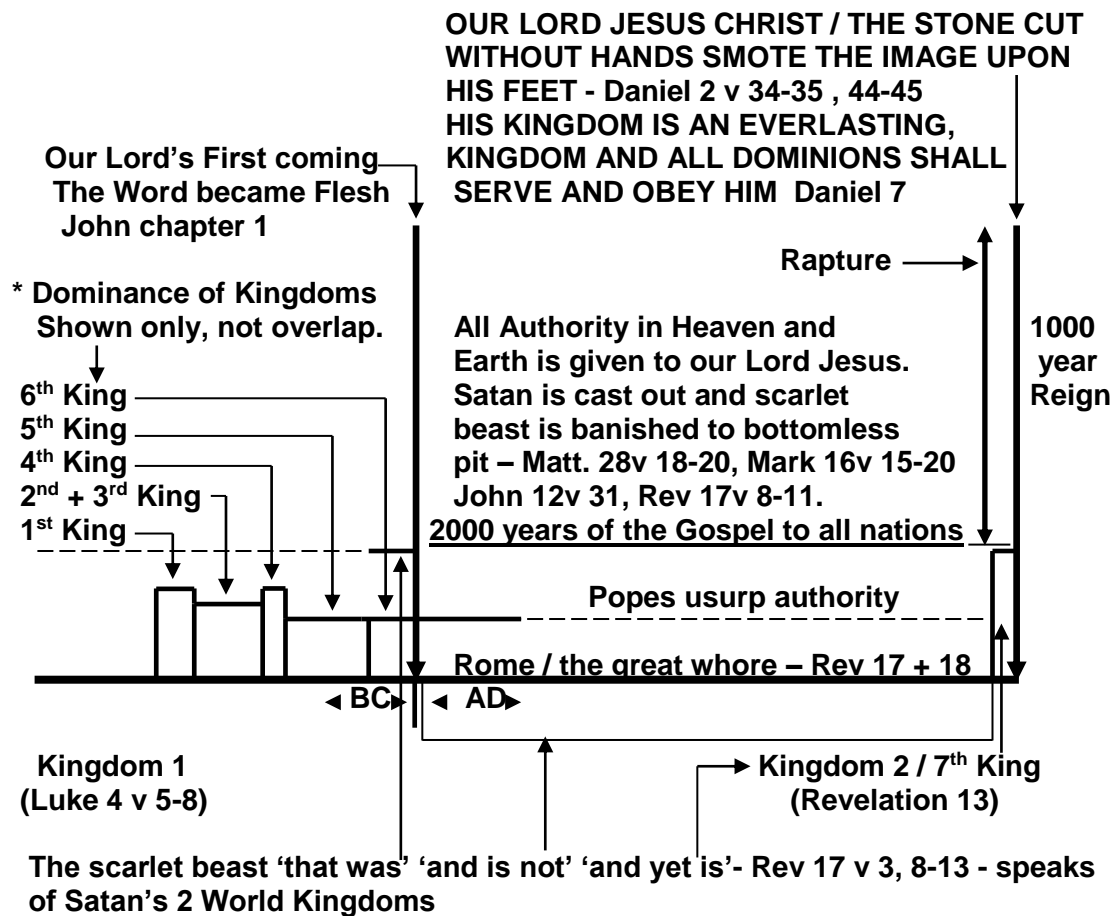 OUR LORD JESUS CHRIST / THE STONE CUT
WITHOUT HANDS SMOTE THE IMAGE UPON
HIS FEET - Daniel 2 v 34-35 , 44-45
HIS KINGDOM IS AN EVERLASTING,
KINGDOM AND ALL DOMINIONS SHALL
SERVE AND OBEY HIM Daniel 7
Our Lord's First coming
The Word became Flesh
John chapter 1
Rapture
* Dominance of Kingdoms
Shown only, not overlap.
All Authority in Heaven and
Earth is given to our Lord Jesus.
Satan is cast out and scarlet
beast is banished to bottomless
pit – Matt. 28v 18-20, Mark 16v 15-20
John 12v 31, Rev 17v 8-11.
2000 years of the Gospel to all nations
1000
year
Reign
6th King
5th King
4th King
2nd + 3rd King
1st King
Popes usurp authority
Rome / the great whore – Rev 17 + 18
BC
AD
Kingdom 1
(Luke 4 v 5-8)
Kingdom 2 / 7th King
(Revelation 13)
The scarlet beast 'that was' 'and is not' 'and yet is'- Rev 17 v 3, 8-13 - speaks
of Satan's 2 World Kingdoms